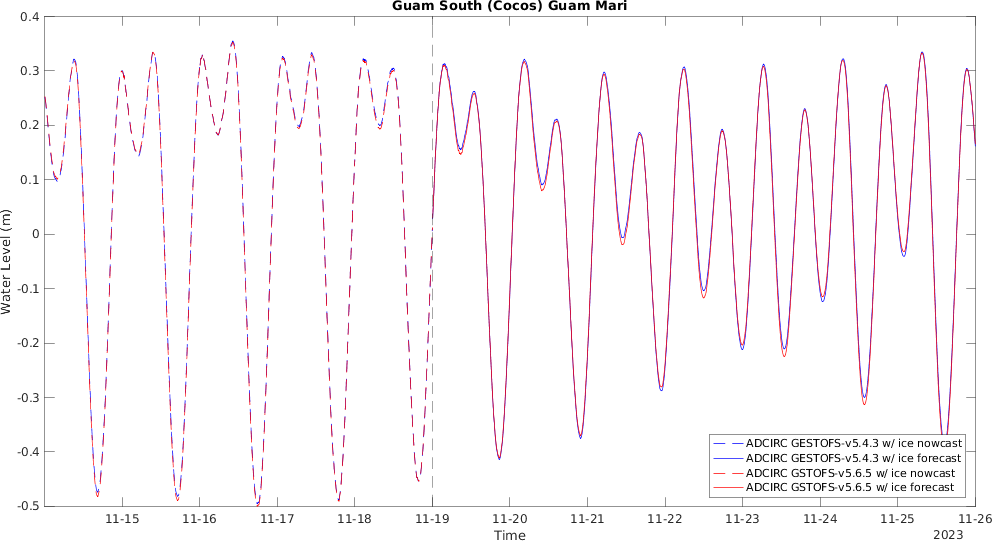 Guam South (Cocos) Guam Mari
0.4
0.3
0.2
0.1
0
-0.1
-0.2
-0.3
-0.4
-0.5
Water Level (m)
ADCIRC GESTOFS-v5.4.3 w/ ice nowcast
ADCIRC GESTOFS-v5.4.3 w/ ice forecast
ADCIRC GSTOFS-v5.6.5 w/ ice nowcast
ADCIRC GSTOFS-v5.6.5 w/ ice forecast
11-15 11-16 11-17 11-18 11-19 11-20 11-21 11-22 11-23 11-24 11-25 11-26
Time
2023